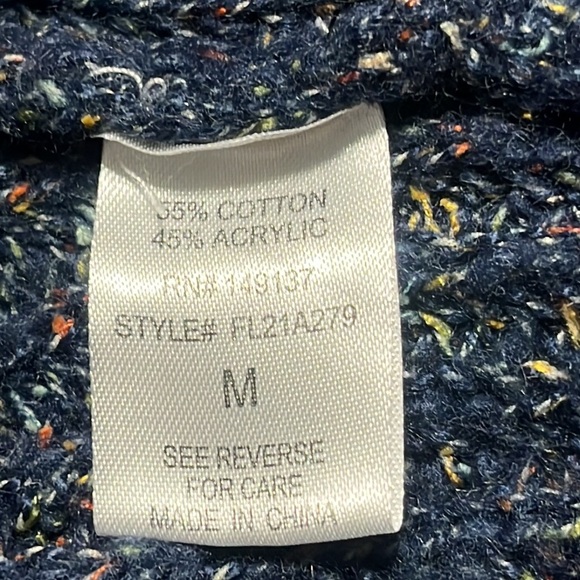 55% COTTON
45% ACRYLIC
RN# 149137
STYLE# FL21A279
M
SEE REVERSE
FOR CARE
MADE IN CHINA